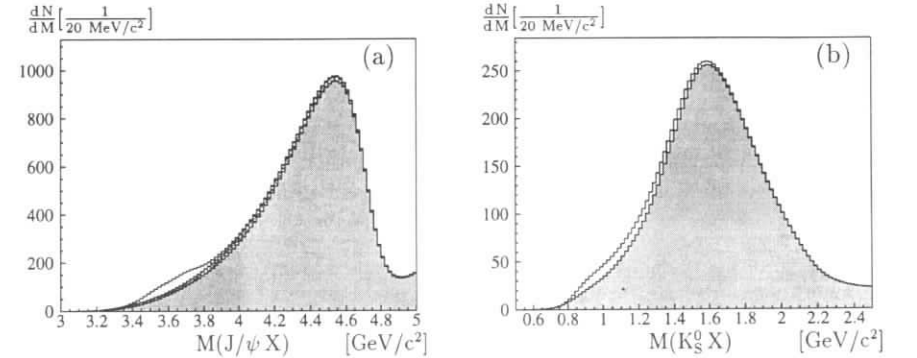 dN/dM [1/20 MeV/c²]
(a)
1000
800
600
400
200
0
3 3.2 3.4 3.6 3.8 4 4.2 4.4 4.6 4.8 5
M(J/ψ X) [GeV/c²]
dN/dM [1/20 MeV/c²]
(b)
250
200
150
100
50
0
0.6 0.8 1 1.2 1.4 1.6 1.8 2 2.2 2.4
M(K⁰_S X) [GeV/c²]